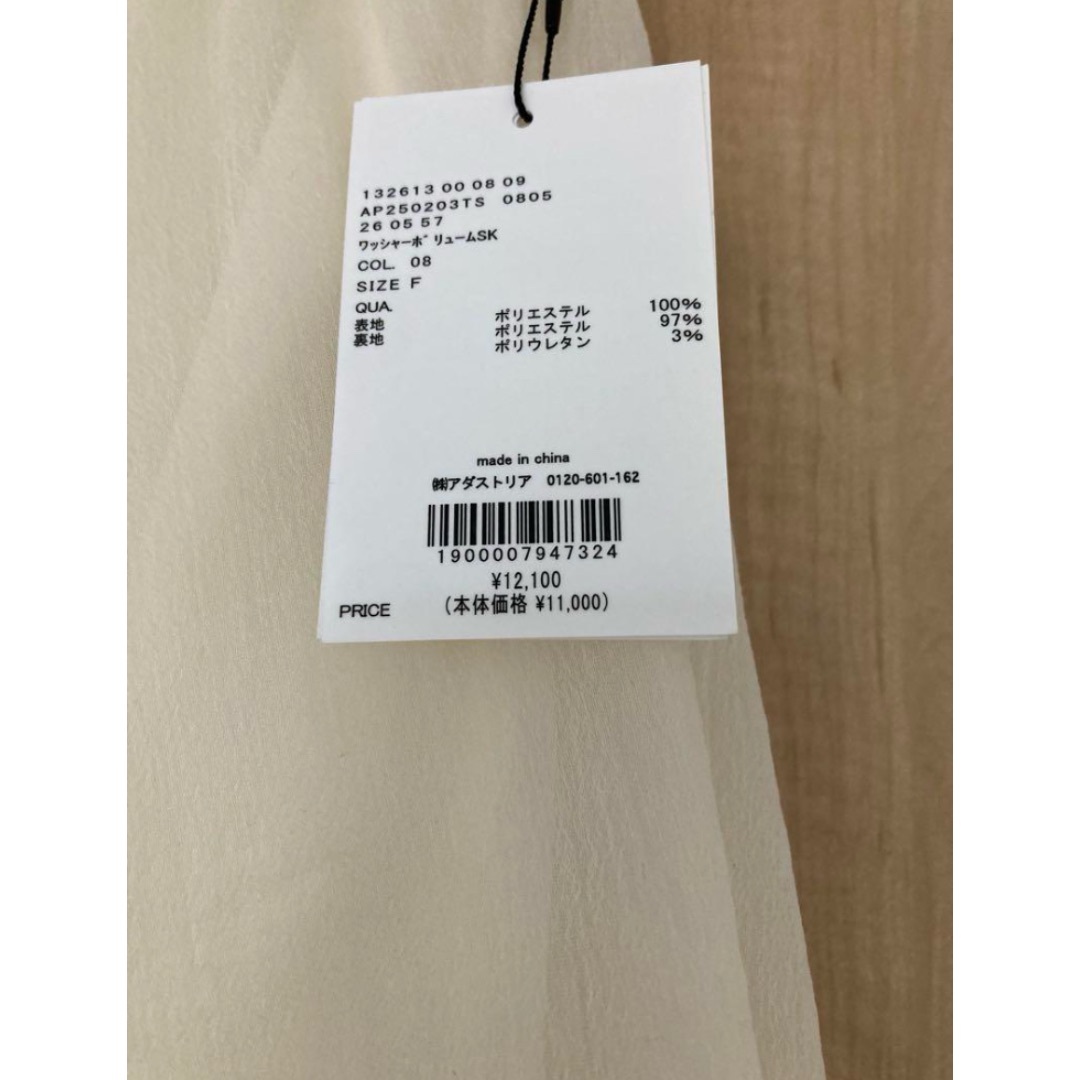 132613 00 08 09
AP250203TS 0805
26 05 57
ワッシャーボリュームSK
COL. 08
SIZE F
QUA.
表地 ポリエステル 100%
裏地 ポリエステル 97%
ポリウレタン 3%
made in china
㈱アダストリア 0120-601-162
1900007947324
¥12,100
PRICE (本体価格 ¥11,000)